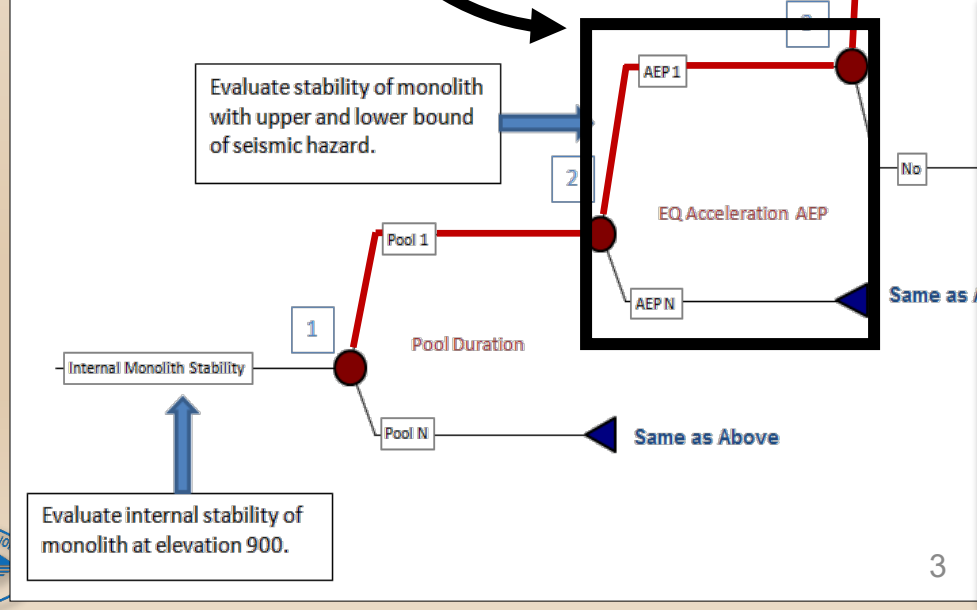 3
AEP 1
Evaluate stability of monolith
with upper and lower bound
of seismic hazard.
No
2
EQ Acceleration AEP
Pool 1
AEP N
Same as
1
Pool Duration
Internal Monolith Stability
Pool N
Same as Above
Evaluate internal stability of
monolith at elevation 900.
3